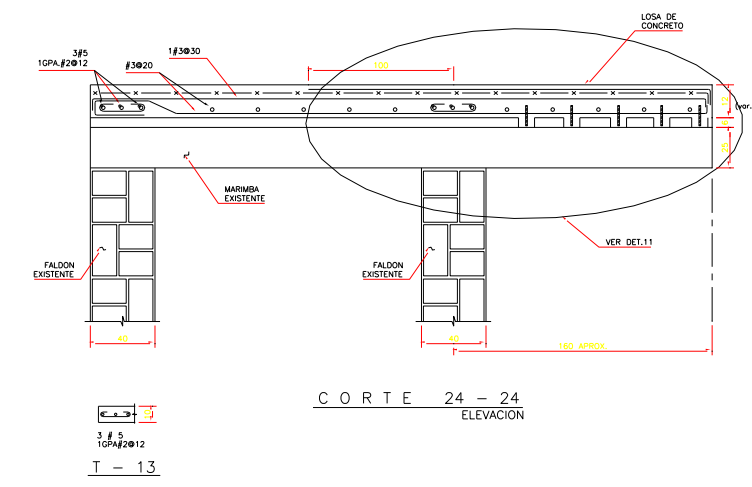 LOSA DE
CONCRETO
3#5
1GPA.#2@12
#3@20
1#3@30
100
12
(var.
25
MARIMBA
EXISTENTE
FALDON
EXISTENTE
FALDON
EXISTENTE
VER DET.11
40
40
160 APROX.
CORTE 24 - 24
ELEVACION
3 # 5
1GPA#2@12
T - 13